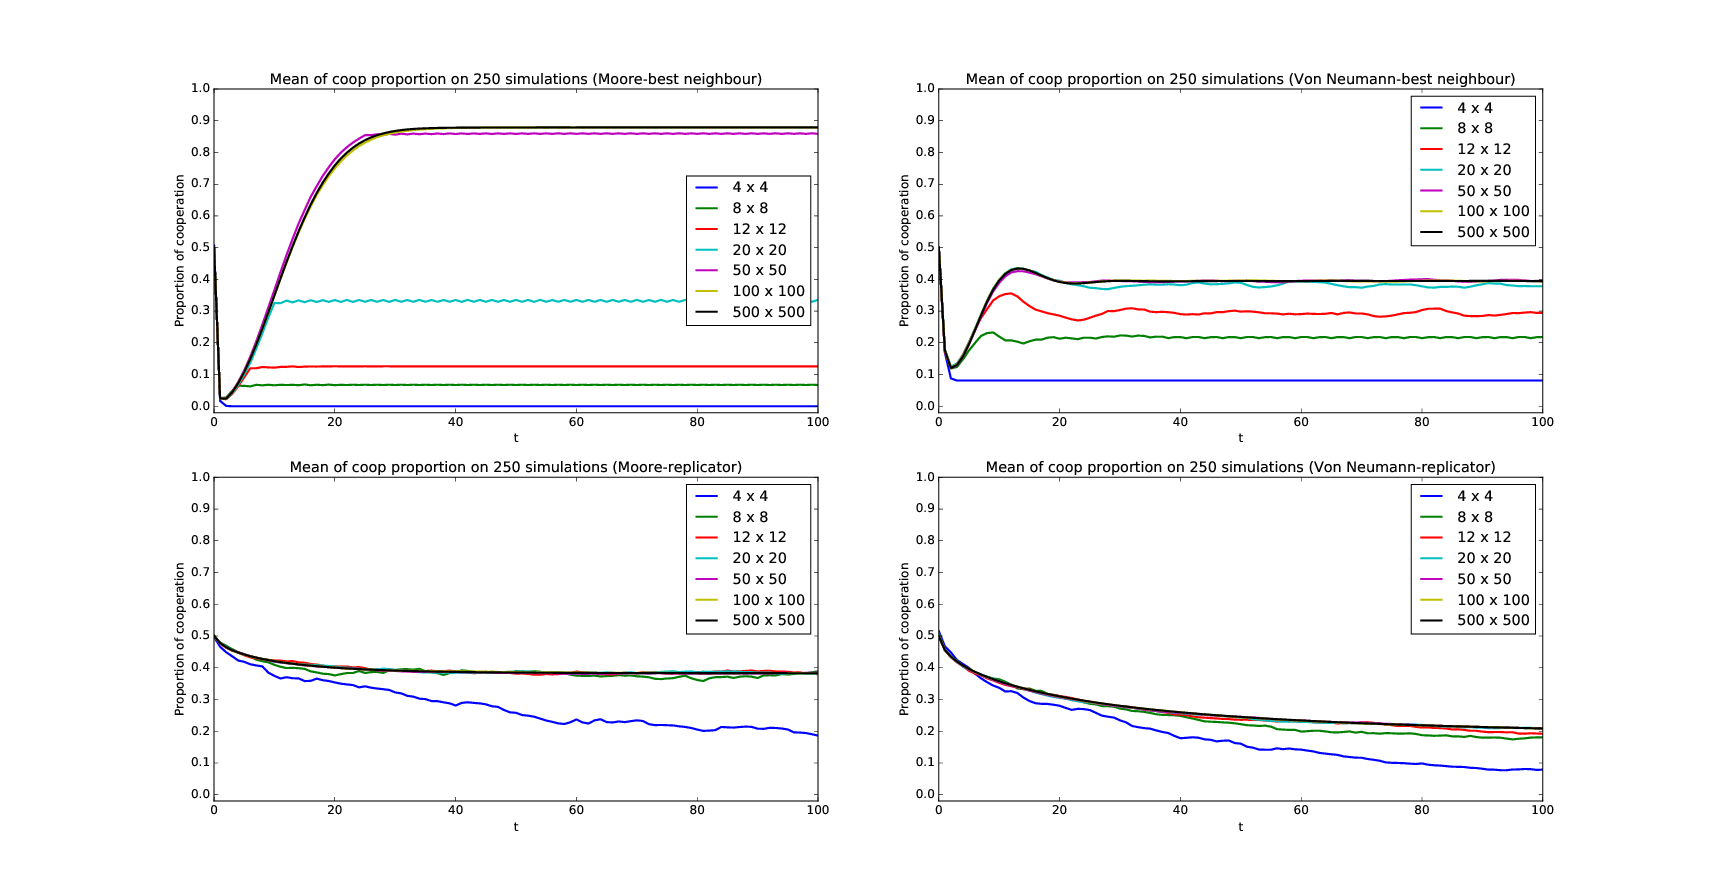 Mean of coop proportion on 250 simulations (Moore-best neighbour)
1.0
0.9
0.8
0.7
0.6
0.5
0.4
0.3
0.2
0.1
0.0
Proportion of cooperation
4 x 4
8 x 8
12 x 12
20 x 20
50 x 50
100 x 100
500 x 500
0 20 40 60 80 100
t
Mean of coop proportion on 250 simulations (Von Neumann-best neighbour)
1.0
0.9
0.8
0.7
0.6
0.5
0.4
0.3
0.2
0.1
0.0
Proportion of cooperation
4 x 4
8 x 8
12 x 12
20 x 20
50 x 50
100 x 100
500 x 500
0 20 40 60 80 100
t
Mean of coop proportion on 250 simulations (Moore-replicator)
1.0
0.9
0.8
0.7
0.6
0.5
0.4
0.3
0.2
0.1
0.0
Proportion of cooperation
4 x 4
8 x 8
12 x 12
20 x 20
50 x 50
100 x 100
500 x 500
0 20 40 60 80 100
t
Mean of coop proportion on 250 simulations (Von Neumann-replicator)
1.0
0.9
0.8
0.7
0.6
0.5
0.4
0.3
0.2
0.1
0.0
Proportion of cooperation
4 x 4
8 x 8
12 x 12
20 x 20
50 x 50
100 x 100
500 x 500
0 20 40 60 80 100
t